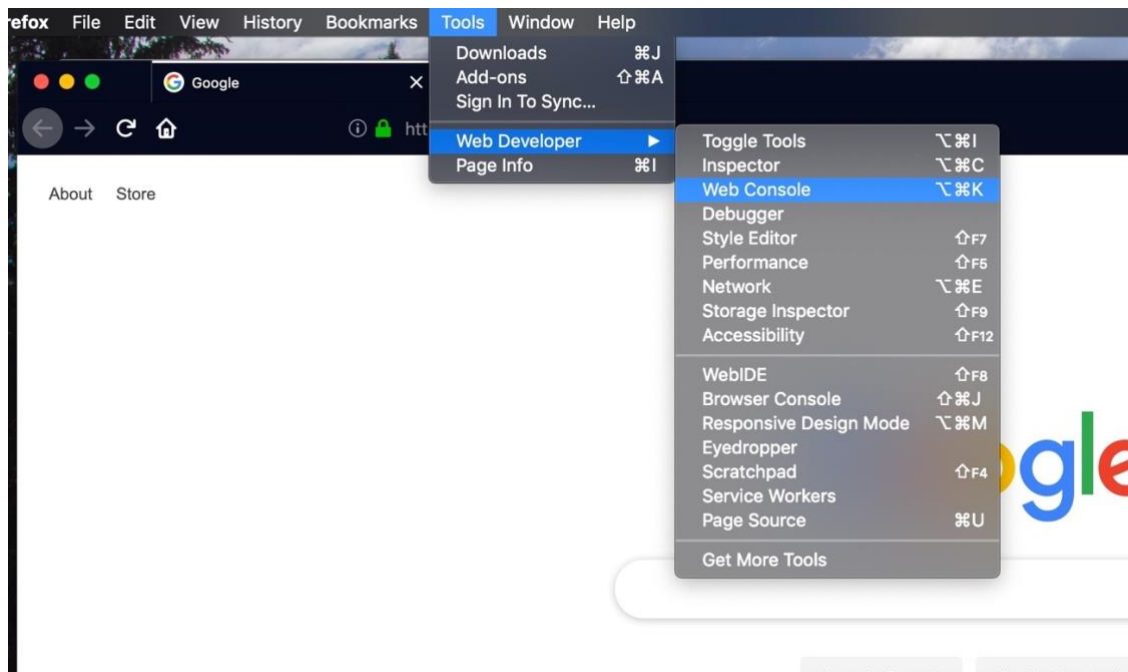 refox File Edit View History Bookmarks Tools Window Help
Downloads ⌘J
Add-ons ⇧⌘A
Sign In To Sync...
Web Developer ▶
Page Info ⌘I
Google
htt
About Store
Toggle Tools ⌥⌘I
Inspector ⌥⌘C
Web Console ⌥⌘K
Debugger
Style Editor ⇧F7
Performance ⇧F5
Network ⌥⌘E
Storage Inspector ⇧F9
Accessibility ⇧F12
WebIDE ⇧F8
Browser Console ⇧⌘J
Responsive Design Mode ⌥⌘M
Eyedropper
Scratchpad ⇧F4
Service Workers
Page Source ⌘U
Get More Tools
ogle